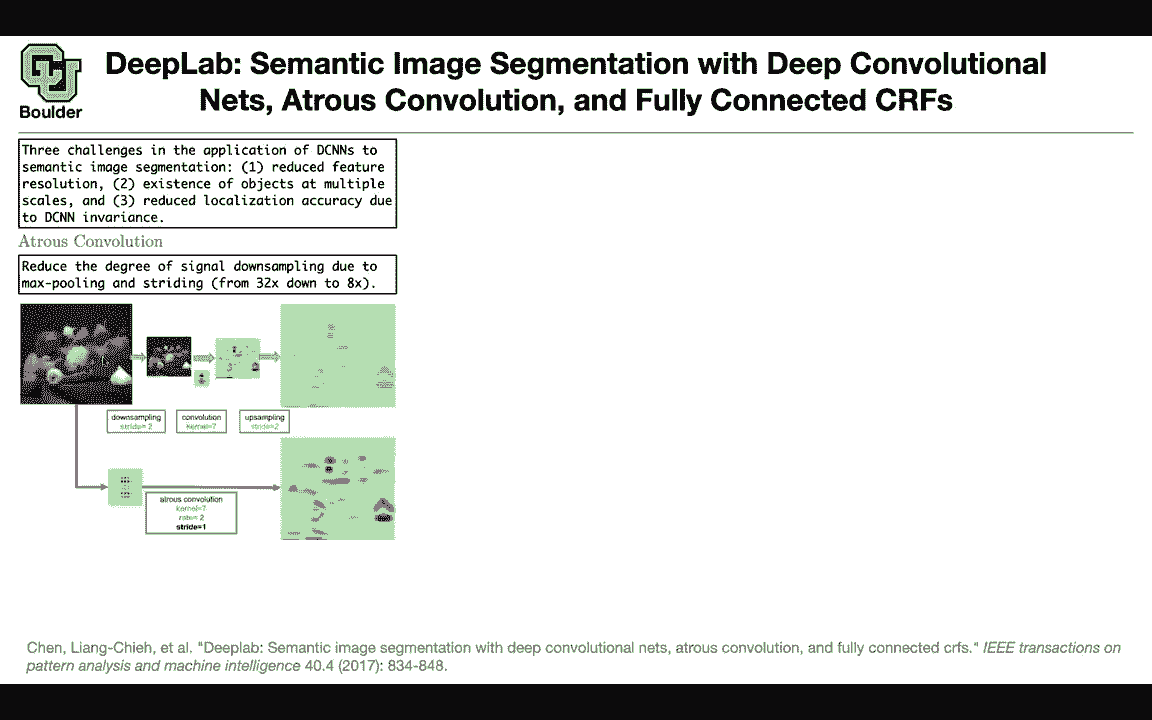 DeepLab: Semantic Image Segmentation with Deep Convolutional
Nets, Atrous Convolution, and Fully Connected CRFs
CU
Boulder
Three challenges in the application of DCNNs to
semantic image segmentation: (1) reduced feature
resolution, (2) existence of objects at multiple
scales, and (3) reduced localization accuracy due
to DCNN invariance.
Atrous Convolution
Reduce the degree of signal downsampling due to
max-pooling and striding (from 32x down to 8x).
downsampling
stride= 2
convolution
kernel=7
upsampling
stride=2
atrous convolution
kernel=7
rate= 2
stride=1
Chen, Liang-Chieh, et al. "Deeplab: Semantic image segmentation with deep convolutional nets, atrous convolution, and fully connected crfs." IEEE transactions on
pattern analysis and machine intelligence 40.4 (2017): 834-848.